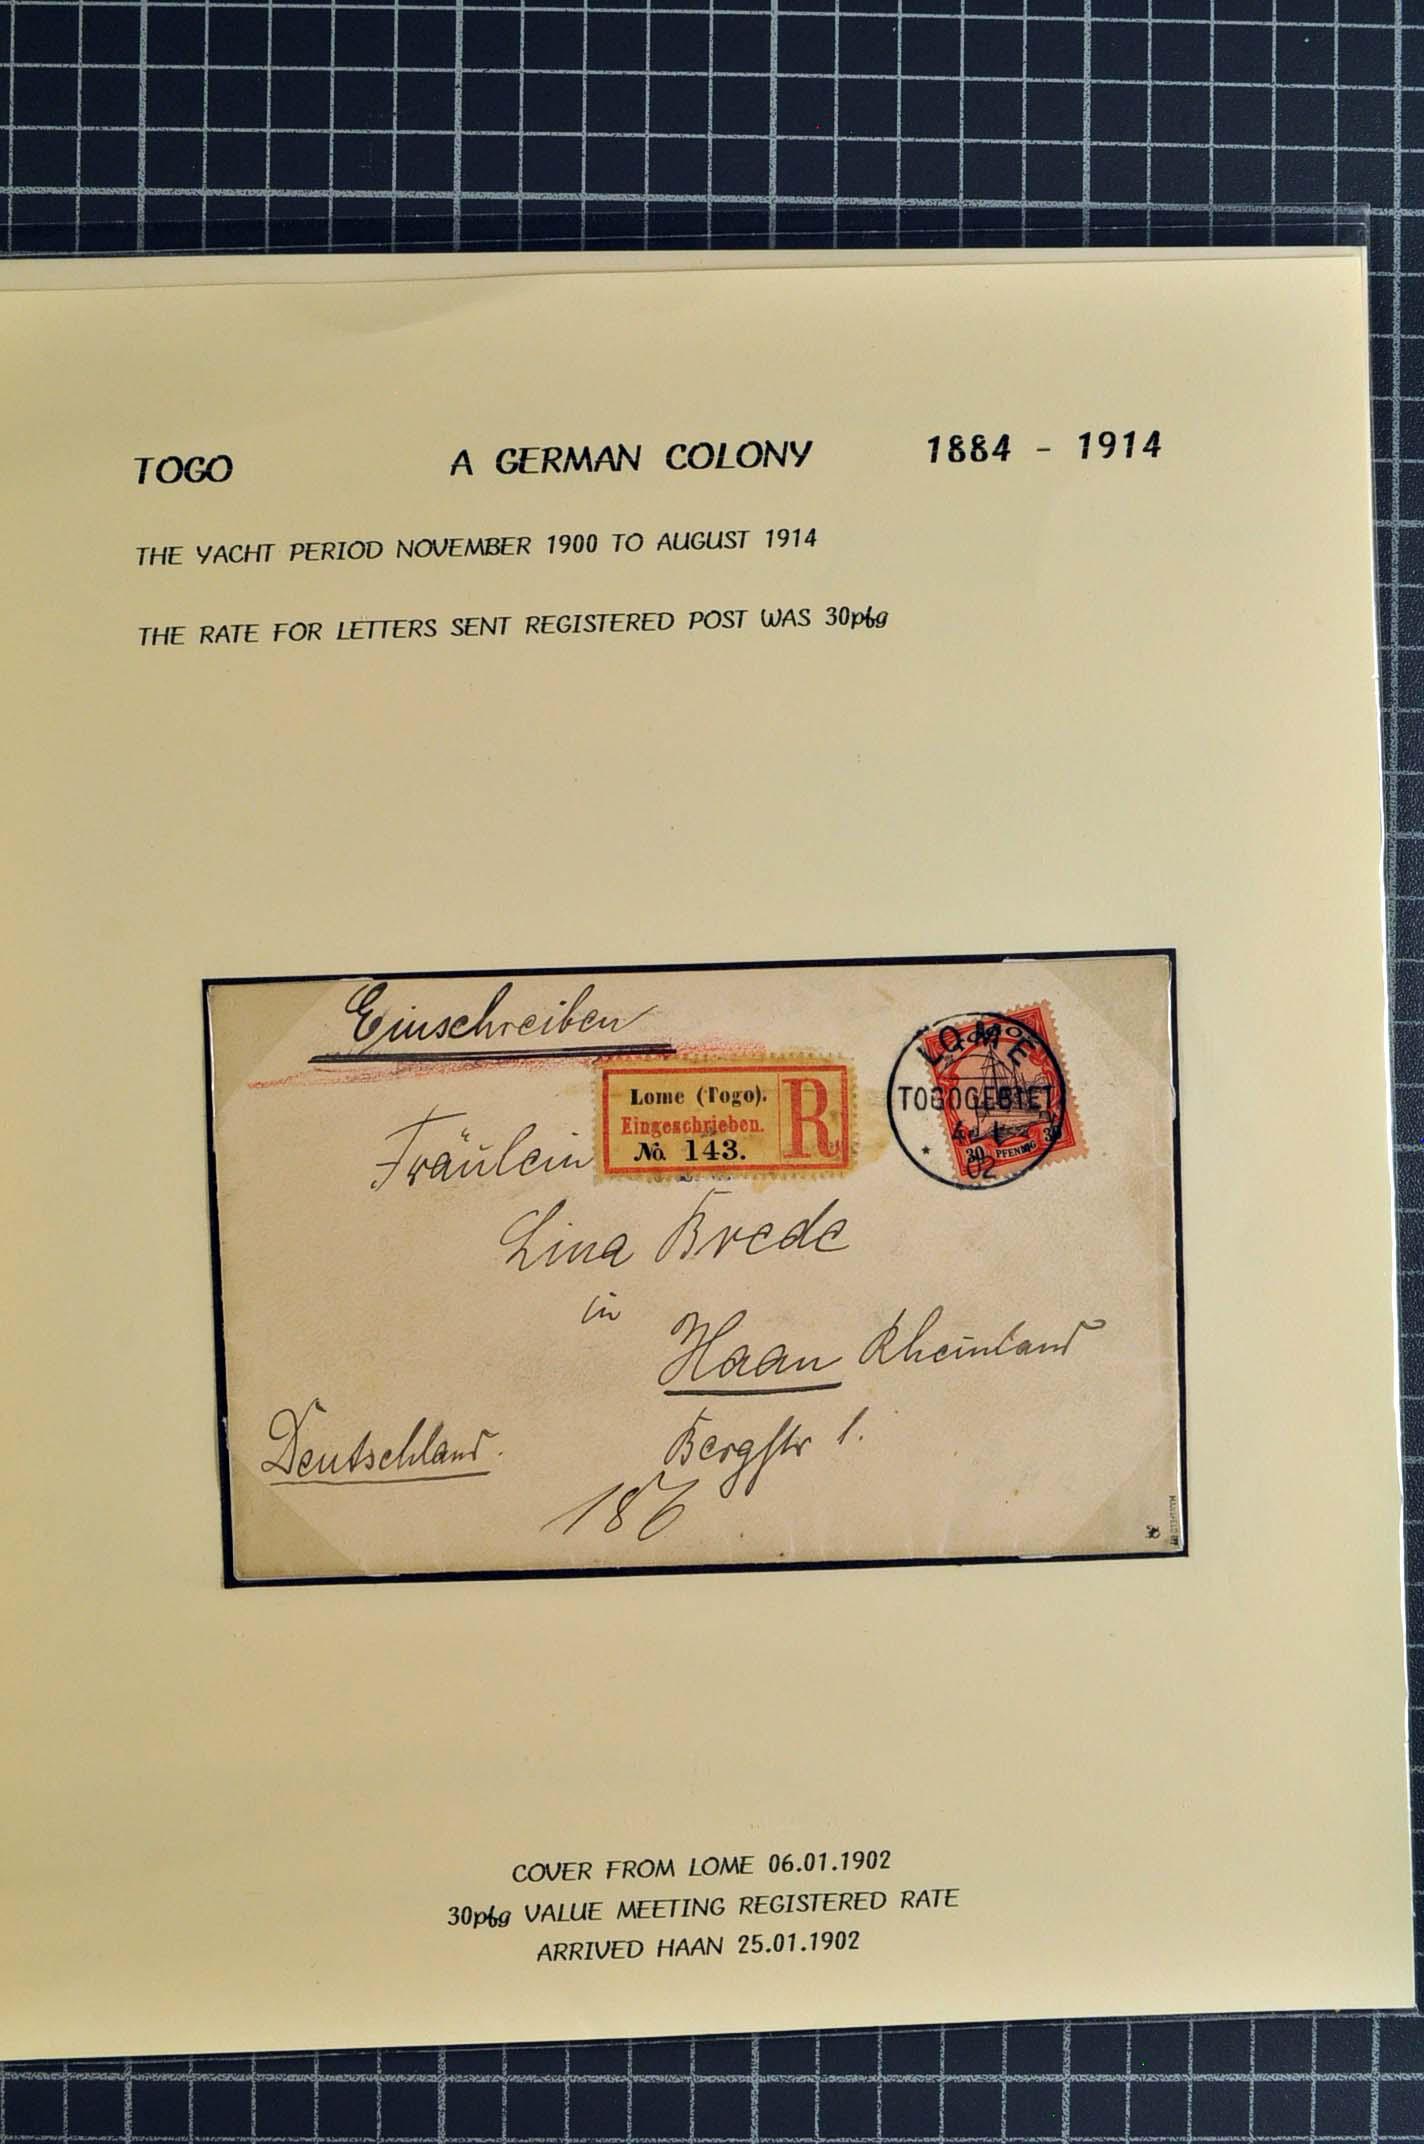 TOGO A GERMAN COLONY 1884 - 1914
THE YACHT PERIOD NOVEMBER 1900 TO AUGUST 1914
THE RATE FOR LETTERS SENT REGISTERED POST WAS 30pfg
Einschreiben
Lome (Togo).
Eingeschrieben.
No. 143.
R
LOME
TOGOGEBIET
02
30 PFENNIG 30
Fräulein
Lina Brede
in
Haan Rheinland
Deutschland.
Bergstr 1.
186
COVER FROM LOME 06.01.1902
30pfg VALUE MEETING REGISTERED RATE
ARRIVED HAAN 25.01.1902